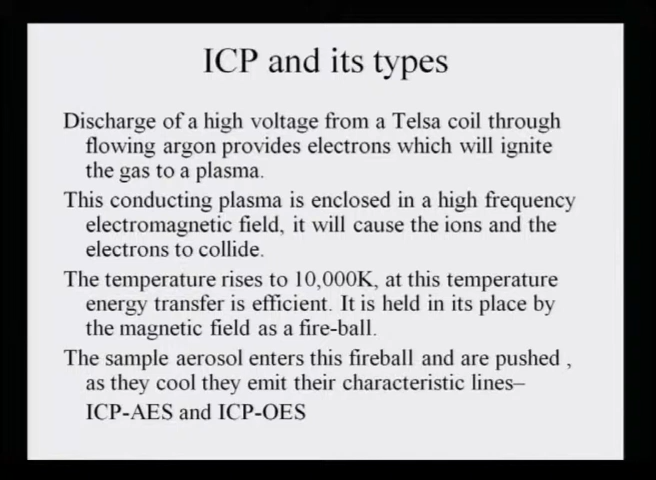 ICP and its types
Discharge of a high voltage from a Telsa coil through
flowing argon provides electrons which will ignite
the gas to a plasma.
This conducting plasma is enclosed in a high frequency
electromagnetic field, it will cause the ions and the
electrons to collide.
The temperature rises to 10,000K, at this temperature
energy transfer is efficient. It is held in its place by
the magnetic field as a fire-ball.
The sample aerosol enters this fireball and are pushed ,
as they cool they emit their characteristic lines–
ICP-AES and ICP-OES